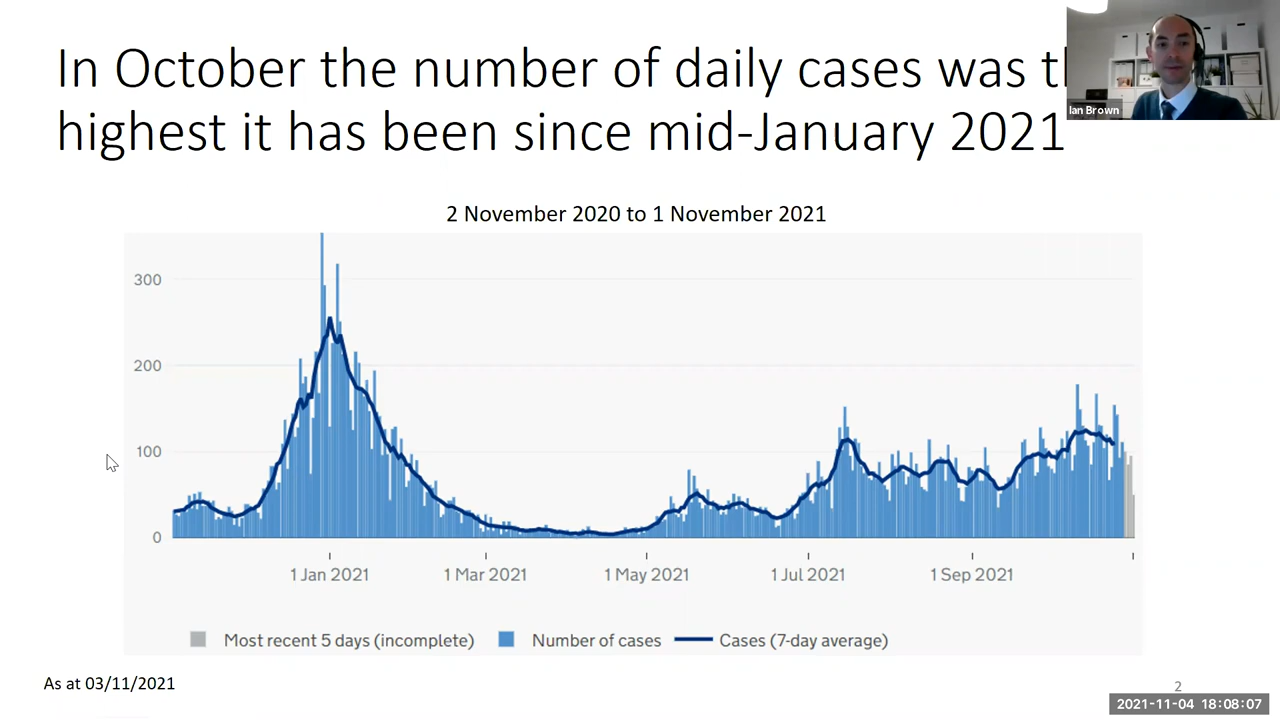 In October the number of daily cases was
highest it has been since mid-January 2021
Ian Brown
2 November 2020 to 1 November 2021
300
200
100
0
1 Jan 2021 1 Mar 2021 1 May 2021 1 Jul 2021 1 Sep 2021
Most recent 5 days (incomplete) Number of cases Cases (7-day average)
As at 03/11/2021
2
2021-11-04 18:08:07